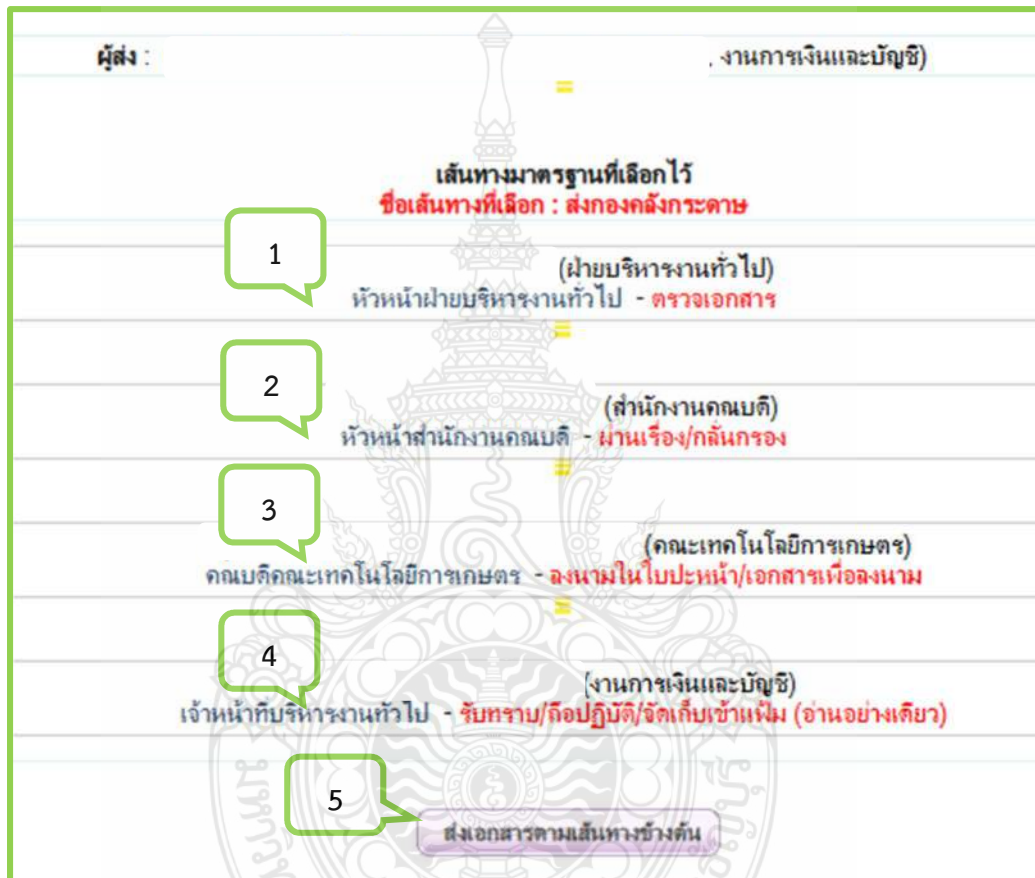 ผู้ส่ง : , งานการเงินและบัญชี)
เส้นทางมาตรฐานที่เลือกไว้
ชื่อเส้นทางที่เลือก : ส่งกองคลังกระดาษ
1
(ฝ่ายบริหารงานทั่วไป)
หัวหน้าฝ่ายบริหารงานทั่วไป - ตรวจเอกสาร
2
(สำนักงานคณบดี)
หัวหน้าสำนักงานคณบดี - ผ่านเรื่อง/กลั่นกรอง
3
(คณะเทคโนโลยีการเกษตร)
คณบดีคณะเทคโนโลยีการเกษตร - ลงนามในใบปะหน้า/เอกสารเพื่อลงนาม
4
(งานการเงินและบัญชี)
เจ้าหน้าที่บริหารงานทั่วไป - รับทราบ/ถือปฏิบัติ/จัดเก็บเข้าแฟ้ม (อ่านอย่างเดียว)
5
ส่งเอกสารตามเส้นทางข้างต้น